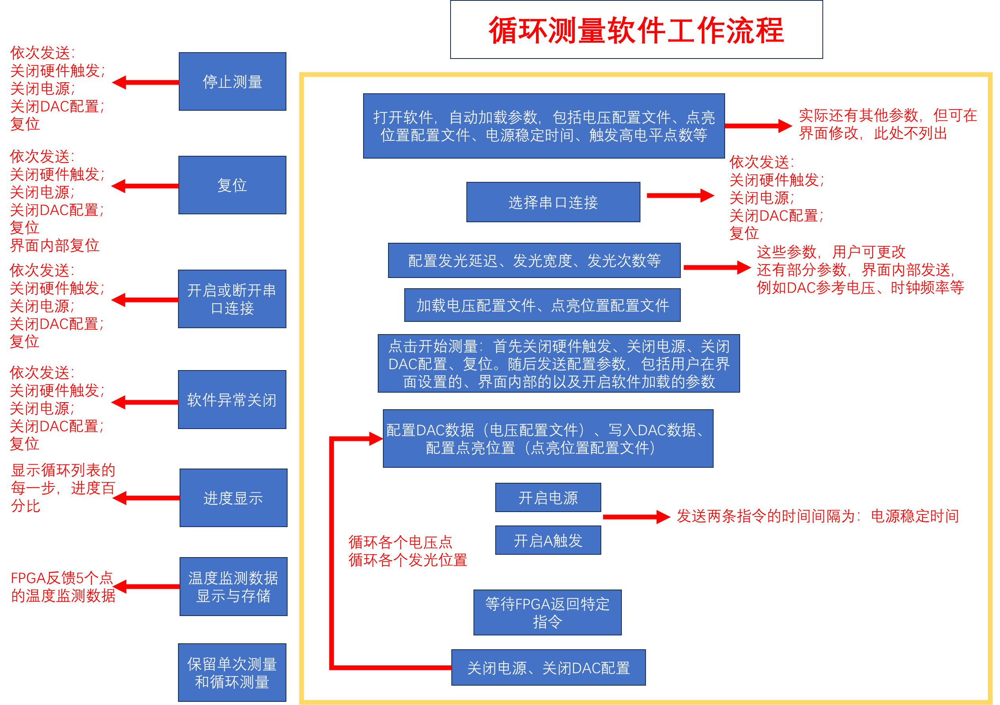 循环测量软件工作流程
依次发送：
关闭硬件触发；
关闭电源；
关闭DAC配置；
复位
停止测量
依次发送：
关闭硬件触发；
关闭电源；
关闭DAC配置；
复位
界面内部复位
复位
依次发送：
关闭硬件触发；
关闭电源；
关闭DAC配置；
复位
开启或断开串
口连接
依次发送：
关闭硬件触发；
关闭电源；
关闭DAC配置；
复位
软件异常关闭
显示循环列表的
每一步，进度百
分比
进度显示
FPGA反馈5个点
的温度监测数据
温度监测数据
显示与存储
保留单次测量
和循环测量
打开软件，自动加载参数，包括电压配置文件、点亮
位置配置文件、电源稳定时间、触发高电平点数等
实际还有其他参数，但可在
界面修改，此处不列出
选择串口连接
依次发送：
关闭硬件触发；
关闭电源；
关闭DAC配置；
复位
配置发光延迟、发光宽度、发光次数等
这些参数，用户可更改
还有部分参数，界面内部发送，
例如DAC参考电压、时钟频率等
加载电压配置文件、点亮位置配置文件
点击开始测量：首先关闭硬件触发、关闭电源、关闭
DAC配置、复位。随后发送配置参数，包括用户在界
面设置的、界面内部的以及开启软件加载的参数
配置DAC数据（电压配置文件）、写入DAC数据、
配置点亮位置（点亮位置配置文件）
开启电源
发送两条指令的时间间隔为：电源稳定时间
开启A触发
循环各个电压点
循环各个发光位置
等待FPGA返回特定
指令
关闭电源、关闭DAC配置